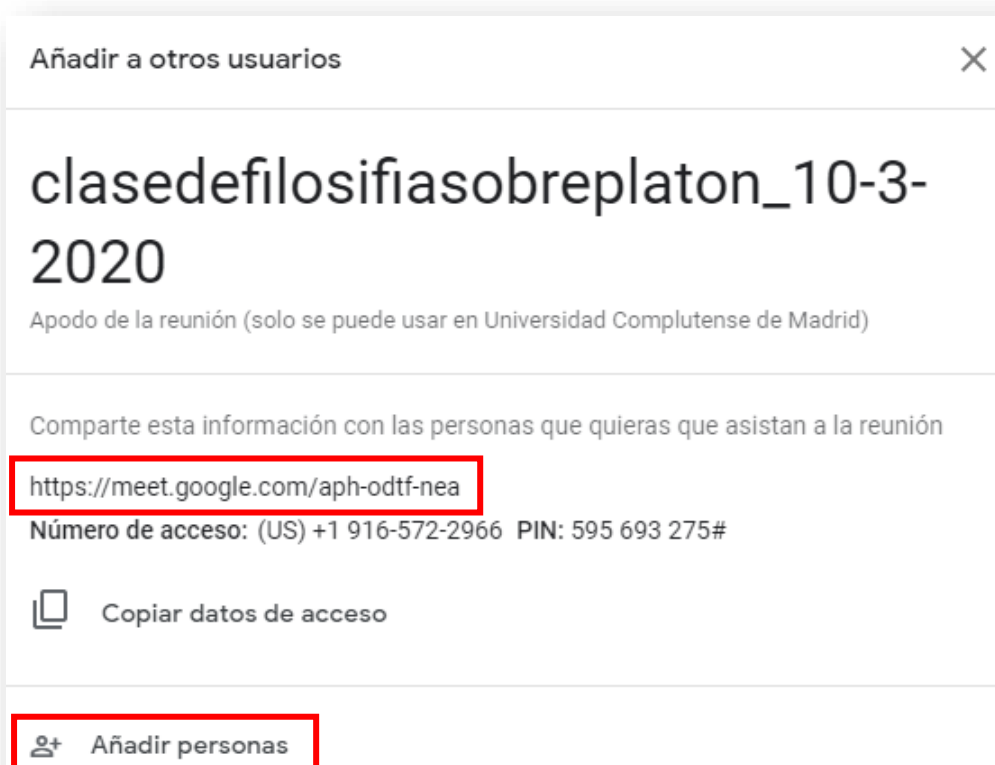 Añadir a otros usuarios
clasedefilosifiasobreplaton_10-3-
2020
Apodo de la reunión (solo se puede usar en Universidad Complutense de Madrid)
Comparte esta información con las personas que quieras que asistan a la reunión
https://meet.google.com/aph-odtf-nea
Número de acceso: (US) +1 916-572-2966 PIN: 595 693 275#
Copiar datos de acceso
Añadir personas